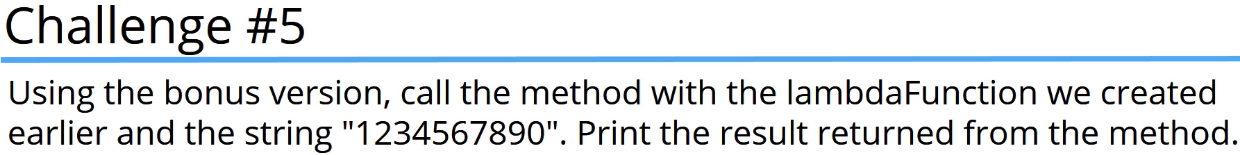 Challenge #5
Using the bonus version, call the method with the lambdaFunction we created
earlier and the string "1234567890". Print the result returned from the method.